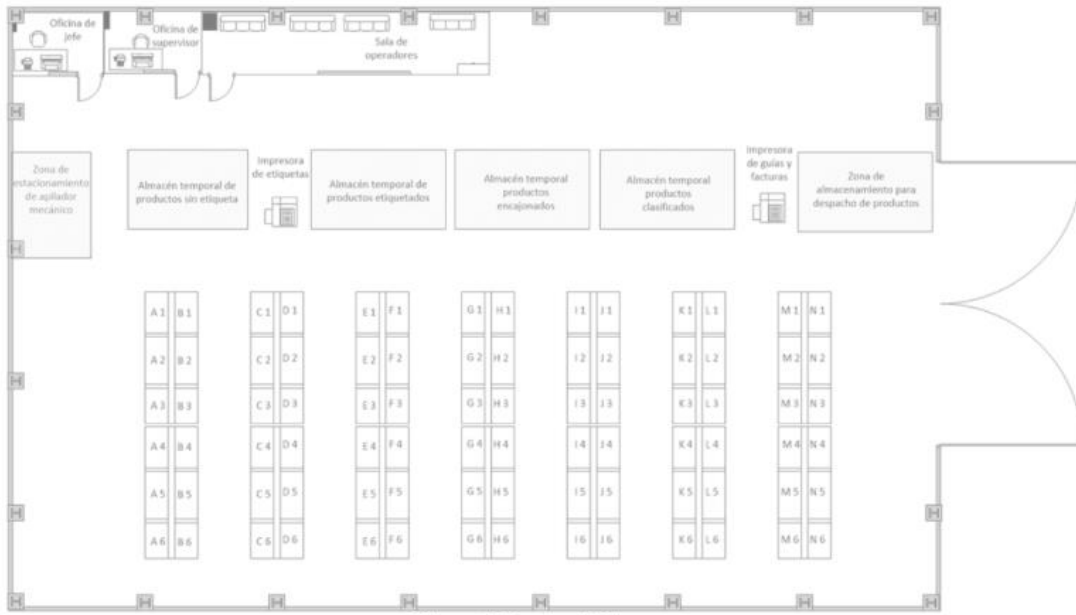 Oficina de
jefe
Oficina de
supervisor
Sala de
operadores
Zona de
estacionamiento
de apilador
mecánico
Almacén temporal de
productos sin etiqueta
Impresora
de etiquetas
Almacén temporal de
productos etiquetados
Almacén temporal
productos
encajonados
Almacén temporal
productos
clasificados
Impresora
de guías y
facturas
Zona de
almacenamiento para
despacho de productos
A1 B1 C1 D1 E1 F1 G1 H1 I1 J1 K1 L1 M1 N1
A2 B2 C2 D2 E2 F2 G2 H2 I2 J2 K2 L2 M2 N2
A3 B3 C3 D3 E3 F3 G3 H3 I3 J3 K3 L3 M3 N3
A4 B4 C4 D4 E4 F4 G4 H4 I4 J4 K4 L4 M4 N4
A5 B5 C5 D5 E5 F5 G5 H5 I5 J5 K5 L5 M5 N5
A6 B6 C6 D6 E6 F6 G6 H6 I6 J6 K6 L6 M6 N6